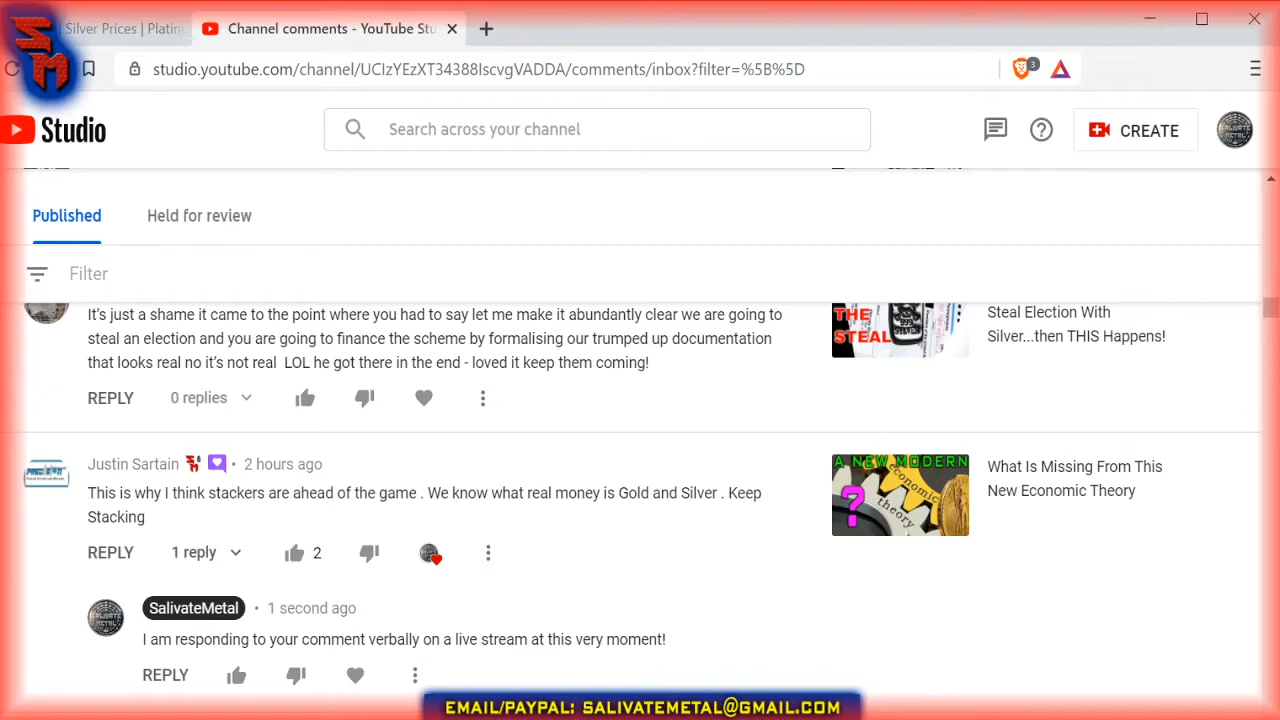 SM
Silver Prices | Platin
Channel comments - YouTube Stu
studio.youtube.com/channel/UCIzYEzXT34388IscvgVADDA/comments/inbox?filter=%5B%5D
3
Studio
Search across your channel
CREATE
Published
Held for review
Filter
It's just a shame it came to the point where you had to say let me make it abundantly clear we are going to
steal an election and you are going to finance the scheme by formalising our trumped up documentation
that looks real no it's not real LOL he got there in the end - loved it keep them coming!
THE
STEAL
Steal Election With
Silver...then THIS Happens!
REPLY
0 replies
Justin Sartain
2 hours ago
This is why I think stackers are ahead of the game . We know what real money is Gold and Silver . Keep
Stacking
A NEW MODERN
economic
theory
?
What Is Missing From This
New Economic Theory
REPLY
1 reply
2
SalivateMetal
1 second ago
I am responding to your comment verbally on a live stream at this very moment!
REPLY
EMAIL/PAYPAL: SALIVATEMETAL@GMAIL.COM